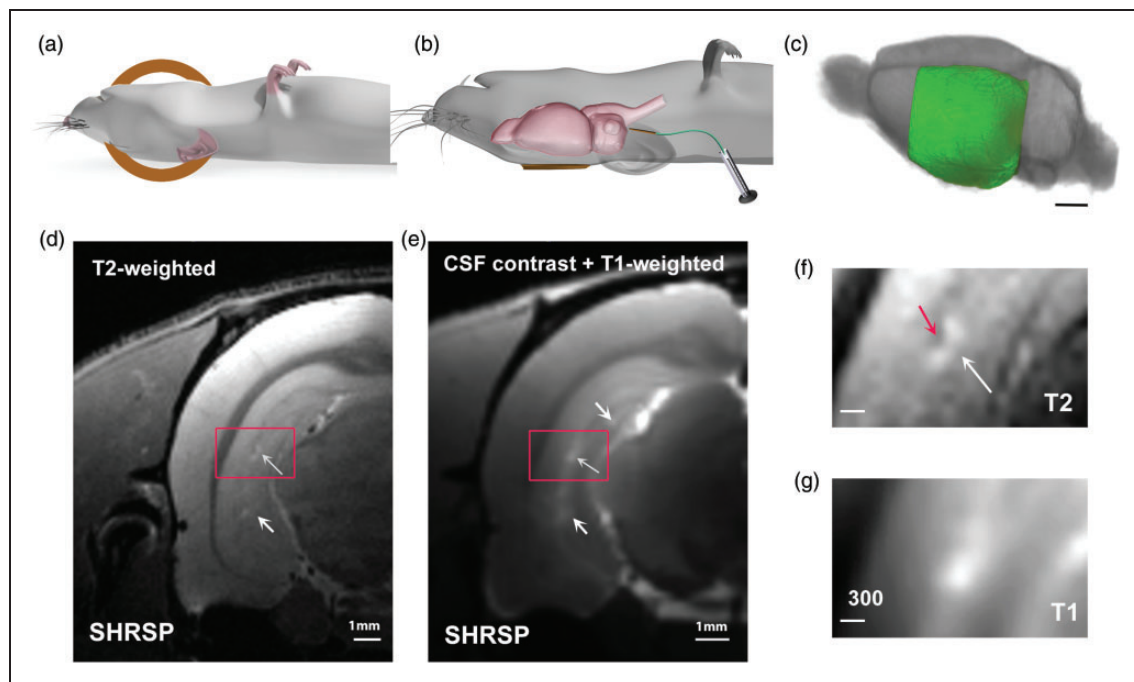 (a)
(b)
(c)
(d)
T2-weighted
SHRSP
1mm
(e)
CSF contrast + T1-weighted
SHRSP
1mm
(f)
T2
(g)
300
T1